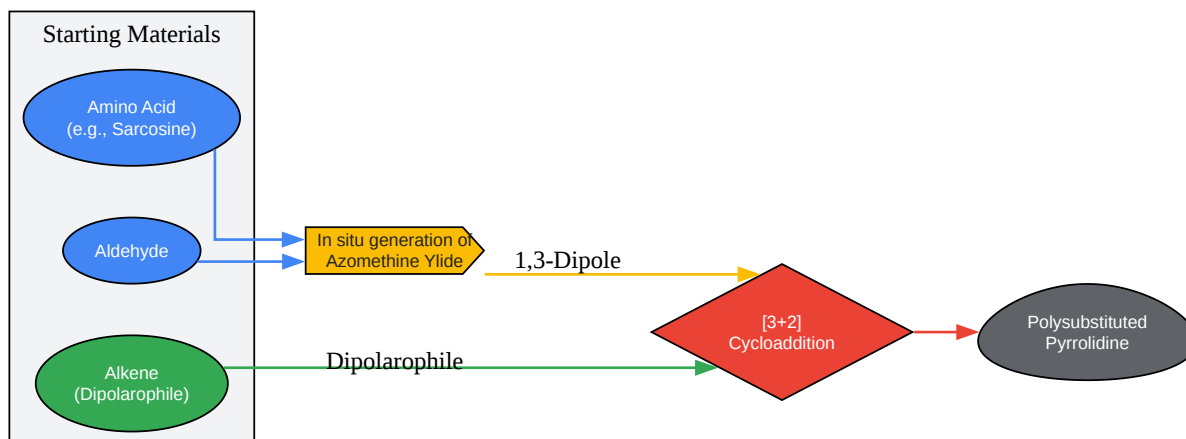 Starting Materials
Amino Acid
(e.g., Sarcosine)
Aldehyde
In situ generation of
Azomethine Ylide
1,3-Dipole
[3+2]
Cycloaddition
Polysubstituted
Pyrrolidine
Dipolarophile
Alkene
(Dipolarophile)